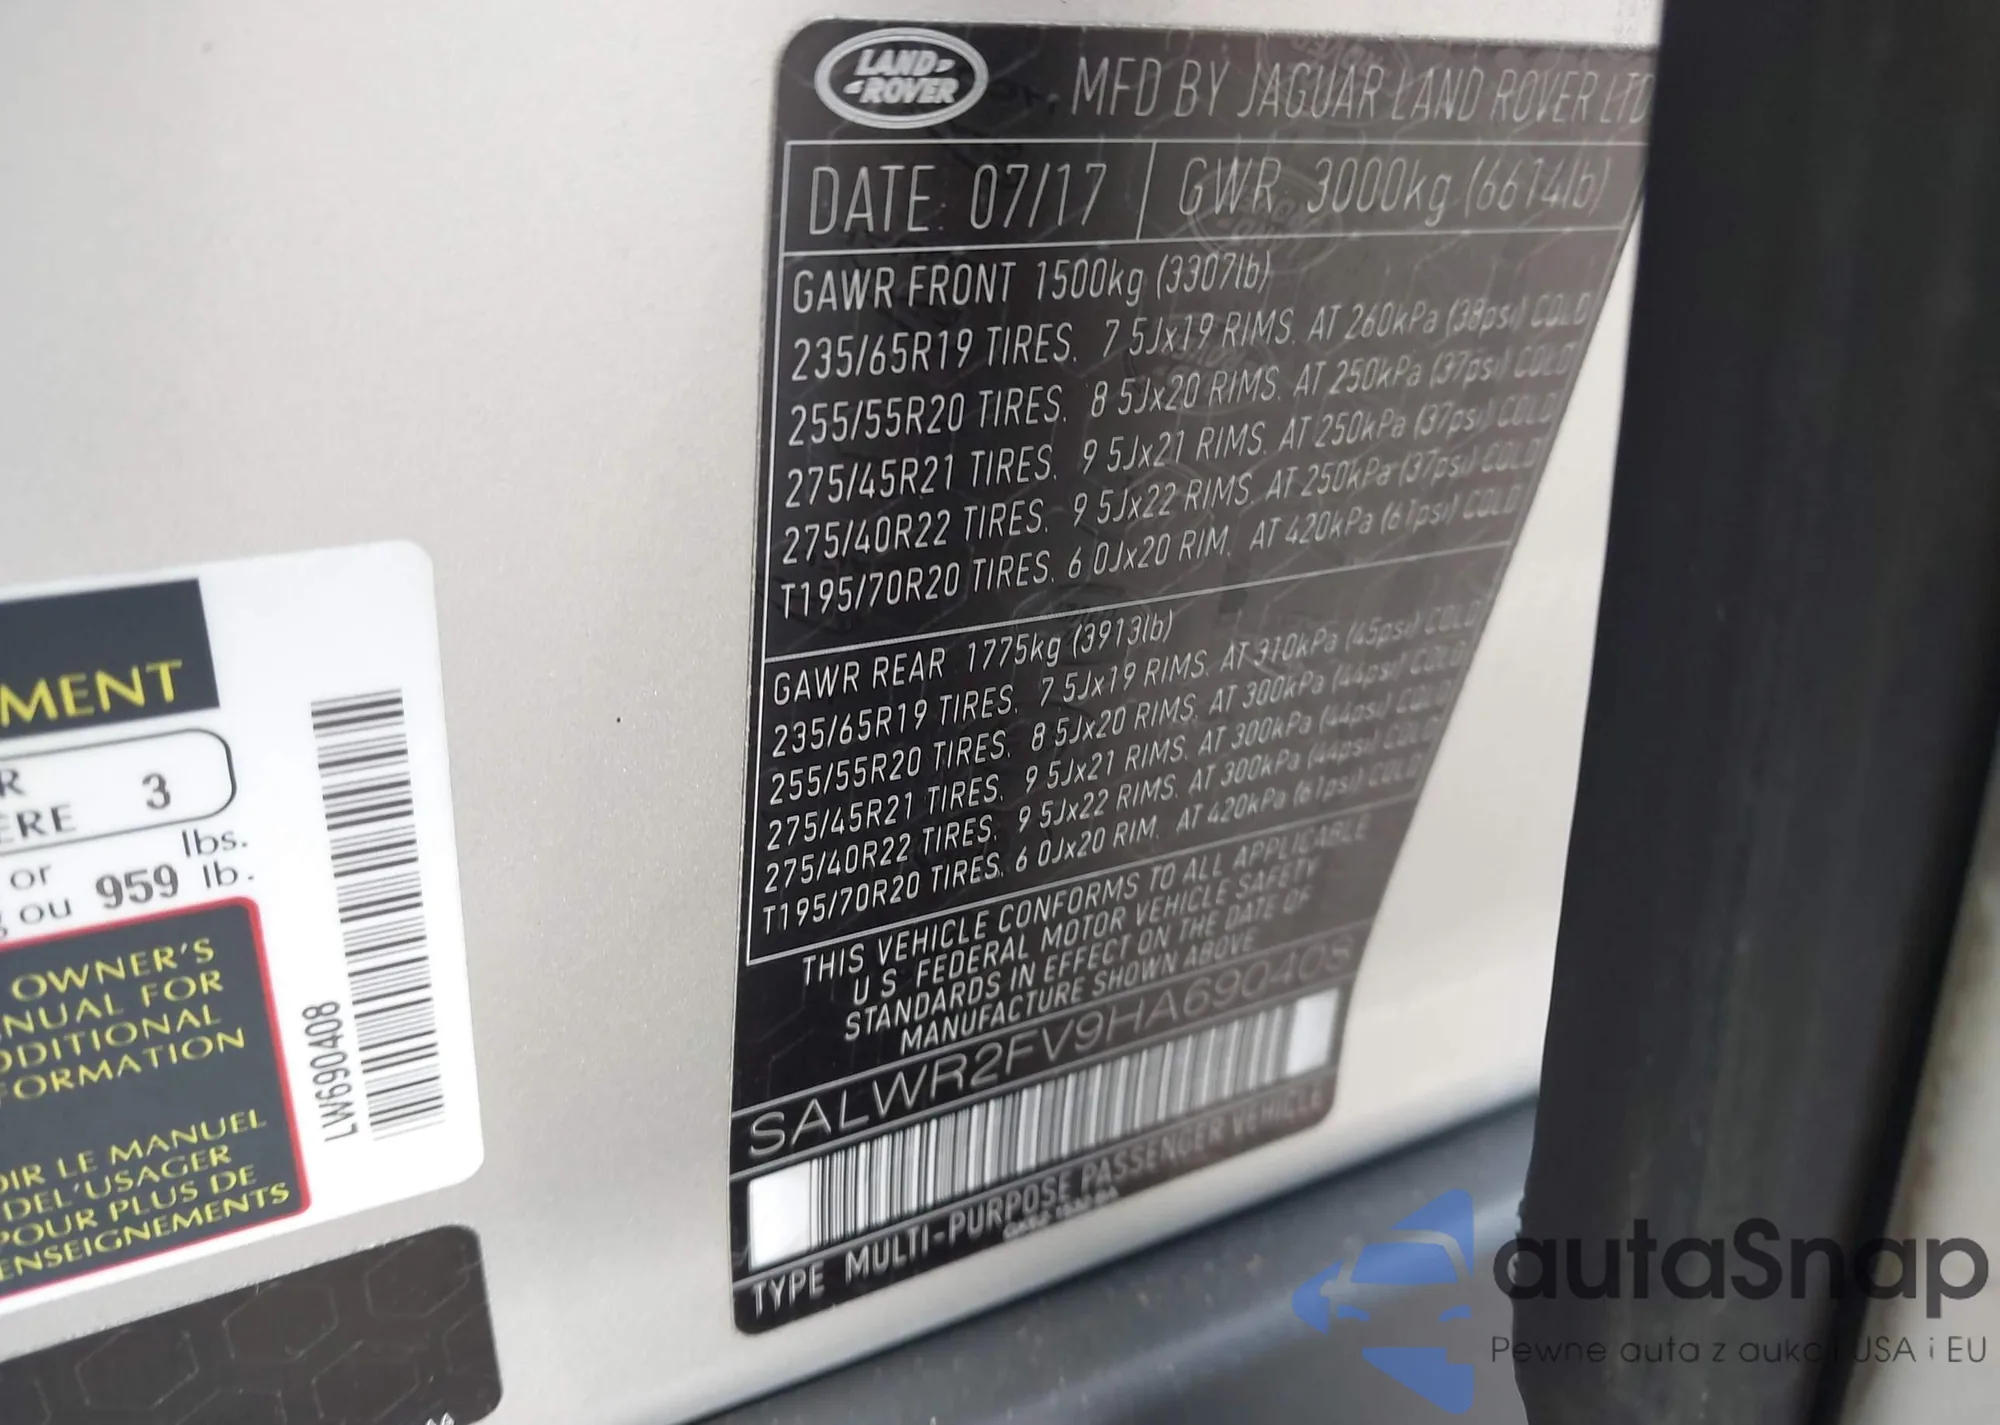 LAND-
-ROVER
MFD BY JAGUAR LAND ROVER LTD
DATE. 07/17
GWR 3000kg (6614lb)
GAWR FRONT 1500kg (3307lb)
235/65R19 TIRES. 7 5Jx19 RIMS. AT 260kPa (38psi) COLD
255/55R20 TIRES. 8 5Jx20 RIMS. AT 250kPa (37psi) COLD
275/45R21 TIRES. 9 5Jx21 RIMS. AT 250kPa (37psi) COLD
275/40R22 TIRES. 9 5Jx22 RIMS. AT 250kPa (37psi) COLD
T195/70R20 TIRES. 6 0Jx20 RIM. AT 420kPa (61psi) COLD
GAWR REAR 1775kg (3913lb)
235/65R19 TIRES. 7 5Jx19 RIMS. AT 310kPa (45psi) COLD
255/55R20 TIRES. 8 5Jx20 RIMS. AT 300kPa (44psi) COLD
275/45R21 TIRES. 9 5Jx21 RIMS. AT 300kPa (44psi) COLD
275/40R22 TIRES. 9 5Jx22 RIMS. AT 300kPa (44psi) COLD
T195/70R20 TIRES. 6 0Jx20 RIM. AT 420kPa (61psi) COLD
THIS VEHICLE CONFORMS TO ALL APPLICABLE
U S FEDERAL MOTOR VEHICLE SAFETY
STANDARDS IN EFFECT ON THE DATE OF
MANUFACTURE SHOWN ABOVE
SALWR2FV9HA690408
TYPE MULTI-PURPOSE PASSENGER VEHICLE
MENT
R
ERE 3
or lbs.
ou 959 lb.
OWNER'S
NUAL FOR
DDITIONAL
FORMATION
OIR LE MANUEL
DEL'USAGER
POUR PLUS DE
ENSEIGNEMENTS
LW690408
autaSnap
Pewne auta z aukcji USA i EU